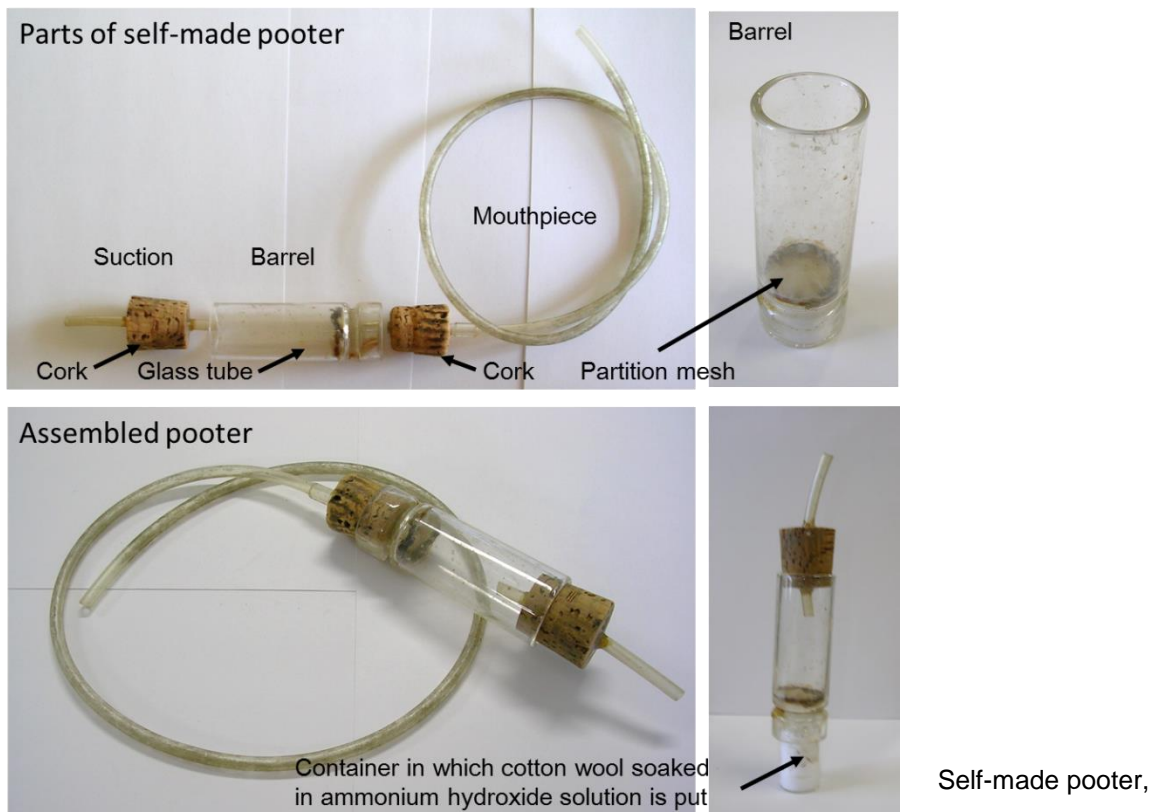 Parts of self-made pooter
Barrel
Mouthpiece
Suction
Barrel
Cork
Glass tube
Cork
Partition mesh
Assembled pooter
Container in which cotton wool soaked
in ammonium hydroxide solution is put
Self-made pooter,